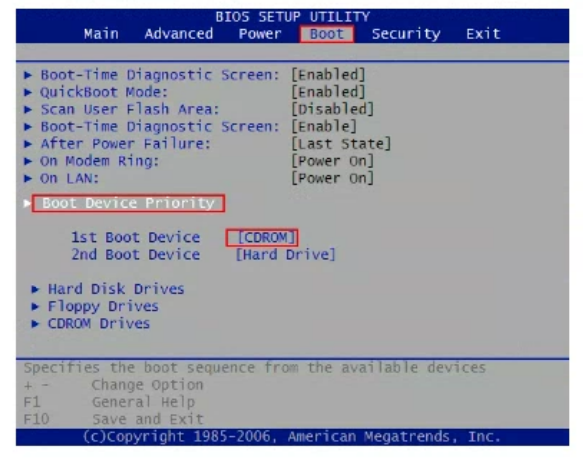 BIOS SETUP UTILITY
Main Advanced Power Boot Security Exit
Boot-Time Diagnostic Screen: [Enabled]
QuickBoot Mode: [Enabled]
Scan User Flash Area: [Disabled]
Boot-Time Diagnostic Screen: [Enable]
After Power Failure: [Last State]
On Modem Ring: [Power On]
On LAN: [Power On]
Boot Device Priority
1st Boot Device [CDROM]
2nd Boot Device [Hard Drive]
Hard Disk Drives
Floppy Drives
CDROM Drives
Specifies the boot sequence from the available devices
+ - Change Option
F1 General Help
F10 Save and Exit
(c)Copyright 1985-2006, American Megatrends, Inc.